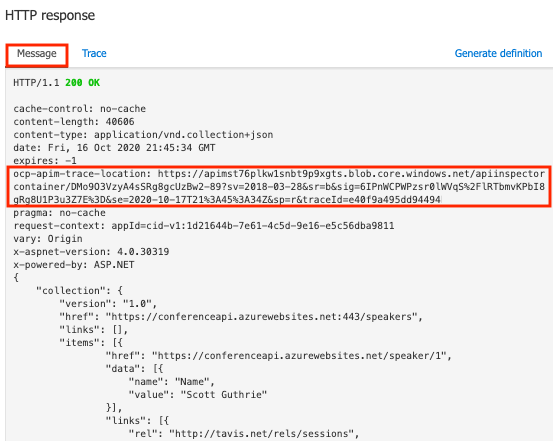 HTTP response
Message Trace Generate definition
HTTP/1.1 200 OK
cache-control: no-cache
content-length: 40606
content-type: application/vnd.collection+json
date: Fri, 16 Oct 2020 21:45:34 GMT
expires: -1
ocp-apim-trace-location: https://apimst76plkw1snbt9p9xgts.blob.core.windows.net/apiinspector
container/DMo9O3VzyA4sSRg8gcUzBw2-89?sv=2018-03-28&sr=b&sig=6IPnWCPWPzsr0lWVqS%2FlRTbmvKPbI8
gRg8U1P3u3Z7E%3D&se=2020-10-17T21%3A45%3A34Z&sp=r&traceId=e40f9a495dd94494
pragma: no-cache
request-context: appId=cid-v1:1d21644b-7e61-4c5d-9e16-e5c56dba9811
vary: Origin
x-aspnet-version: 4.0.30319
x-powered-by: ASP.NET
{
"collection": {
"version": "1.0",
"href": "https://conferenceapi.azurewebsites.net:443/speakers",
"links": [],
"items": [{
"href": "https://conferenceapi.azurewebsites.net/speaker/1",
"data": [{
"name": "Name",
"value": "Scott Guthrie"
}],
"links": [{
"rel": "http://tavis.net/rels/sessions",